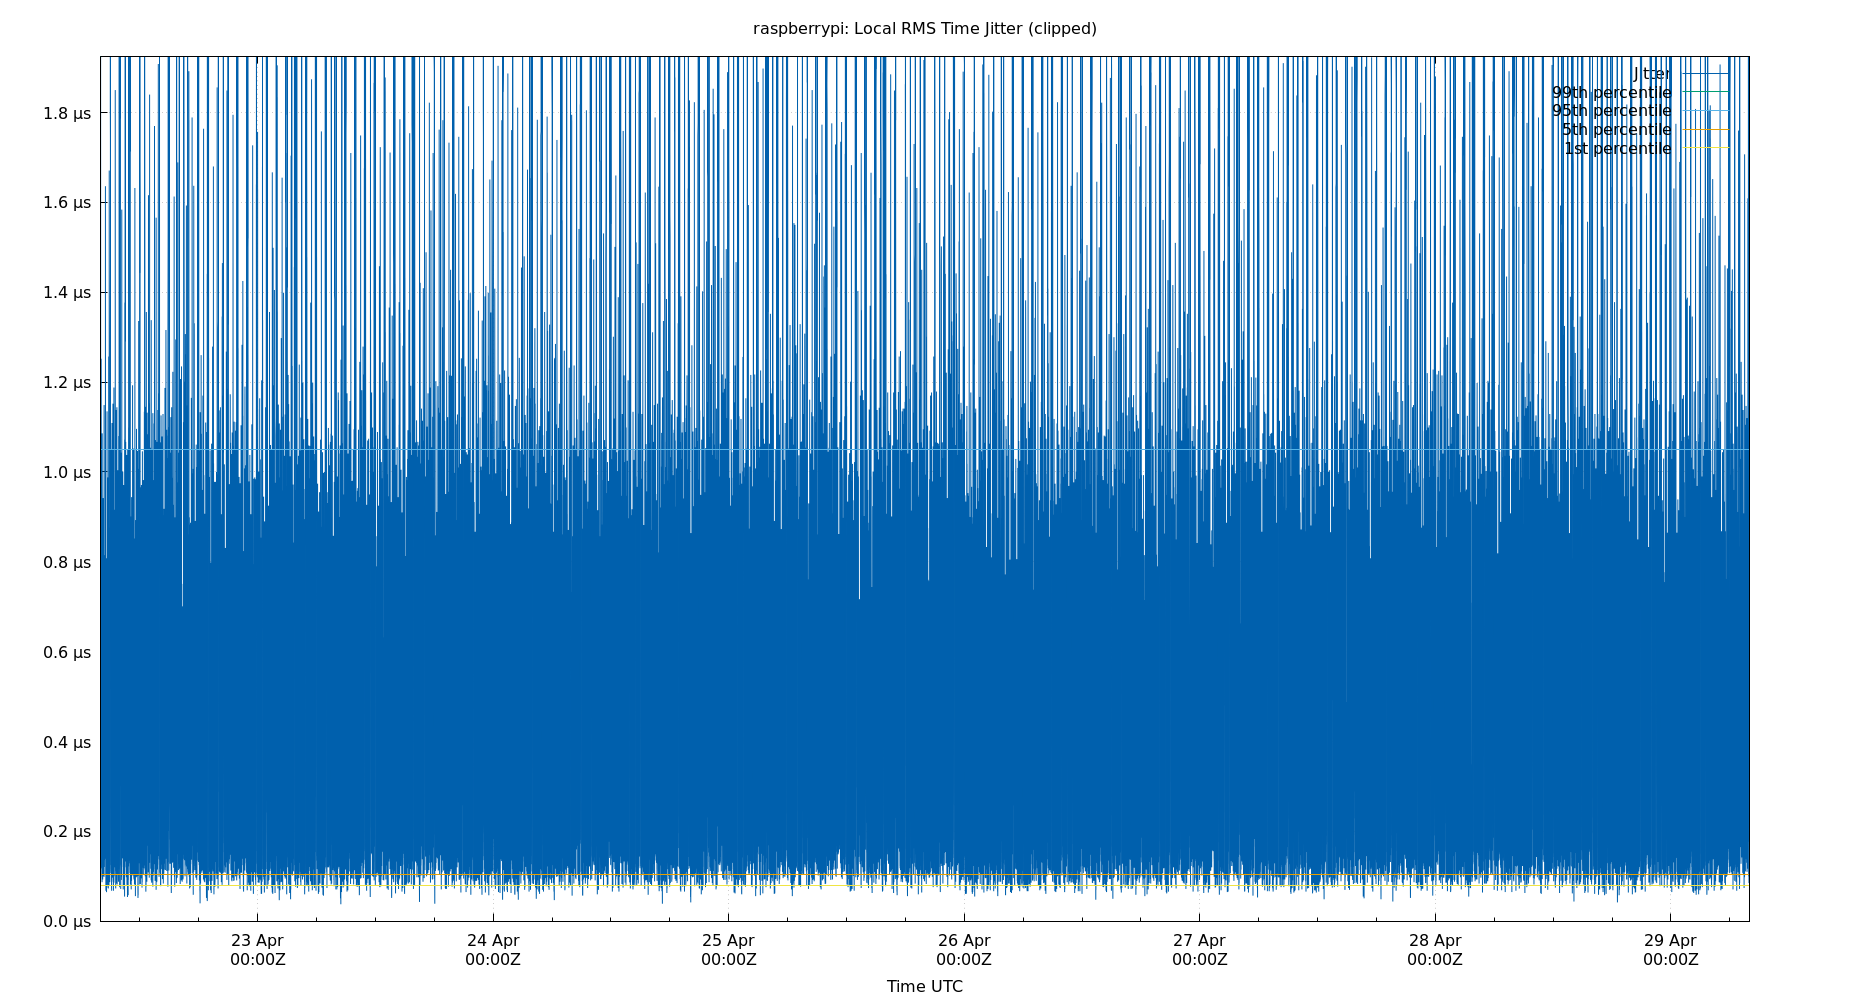 raspberrypi: Local RMS Time Jitter (clipped)
Jitter
99th percentile
95th percentile
5th percentile
1st percentile
1.8 µs
1.6 µs
1.4 µs
1.2 µs
1.0 µs
0.8 µs
0.6 µs
0.4 µs
0.2 µs
0.0 µs
23 Apr 24 Apr 25 Apr 26 Apr 27 Apr 28 Apr 29 Apr
00:00Z 00:00Z 00:00Z 00:00Z 00:00Z 00:00Z 00:00Z
Time UTC